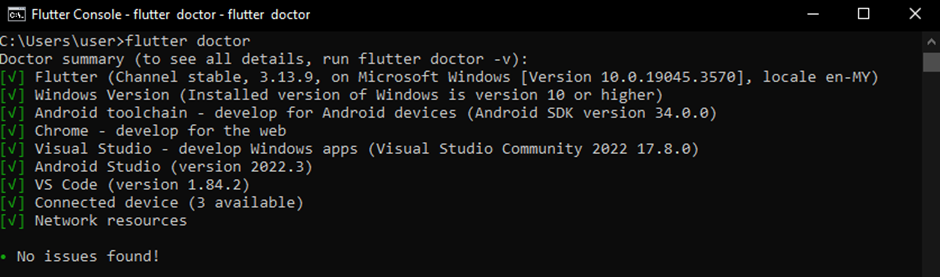 Flutter Console - flutter doctor - flutter doctor
C:\Users\user>flutter doctor
Doctor summary (to see all details, run flutter doctor -v):
[√] Flutter (Channel stable, 3.13.9, on Microsoft Windows [Version 10.0.19045.3570], locale en-MY)
[√] Windows Version (Installed version of Windows is version 10 or higher)
[√] Android toolchain - develop for Android devices (Android SDK version 34.0.0)
[√] Chrome - develop for the web
[√] Visual Studio - develop Windows apps (Visual Studio Community 2022 17.8.0)
[√] Android Studio (version 2022.3)
[√] VS Code (version 1.84.2)
[√] Connected device (3 available)
[√] Network resources
• No issues found!